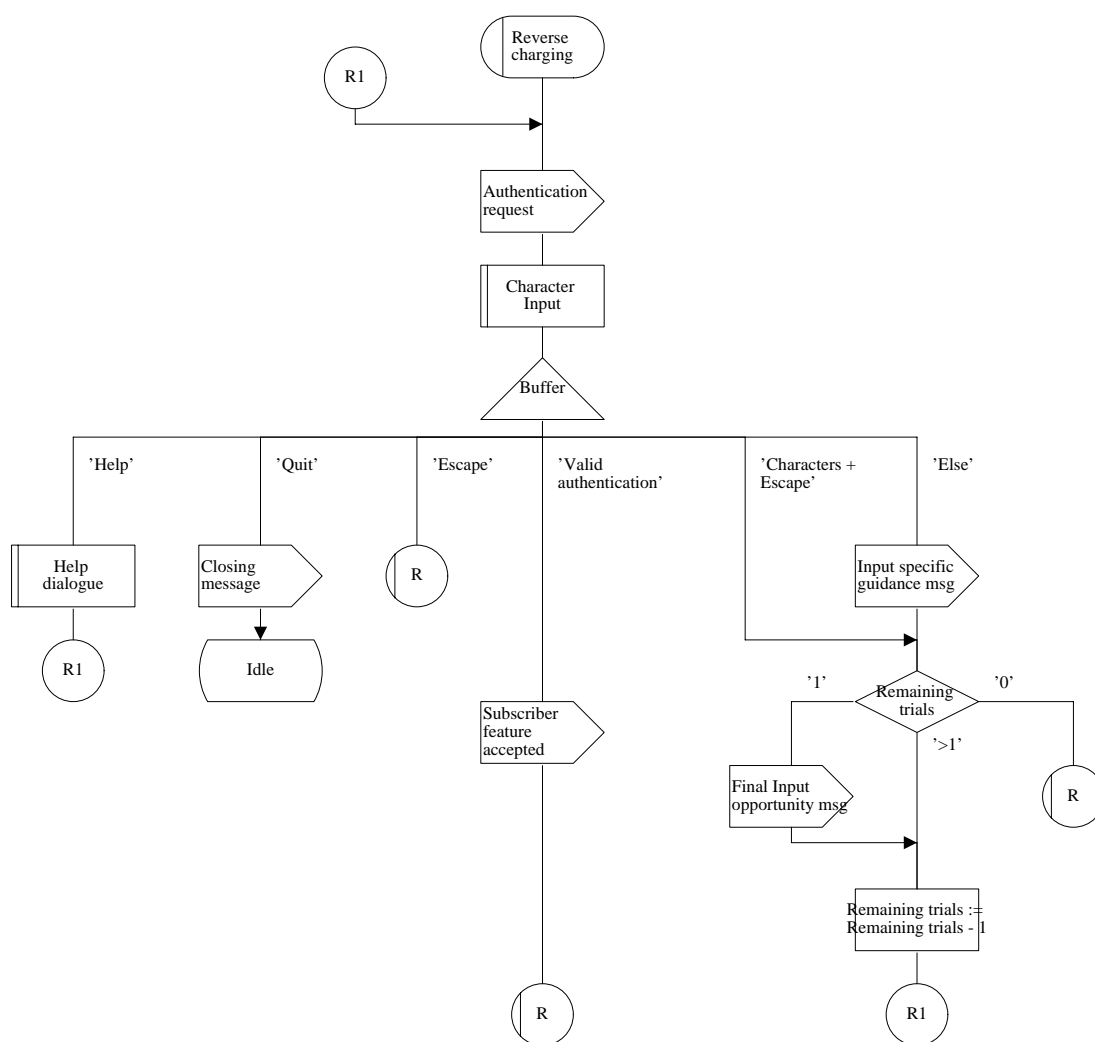 Reverse
charging
R1
Authentication
request
Character
Input
Buffer
'Help'
'Quit'
'Escape'
'Valid
authentication'
'Characters +
Escape'
'Else'
Help
dialogue
Closing
message
R
Input specific
guidance msg
R1
Idle
'1'
Remaining
trials
'0'
'>1'
Subscriber
feature
accepted
Final Input
opportunity msg
R
Remaining trials :=
Remaining trials - 1
R
R1